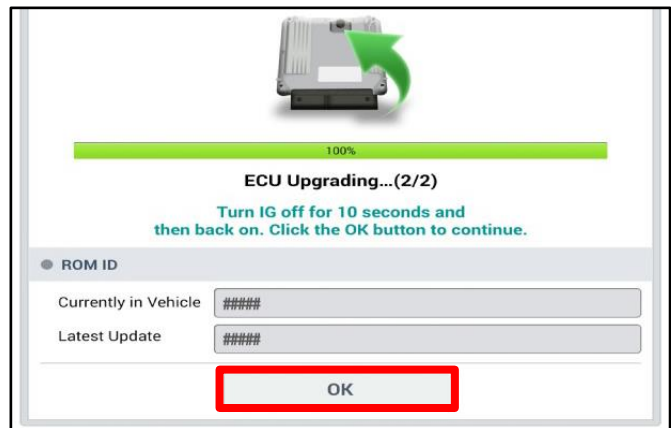 100%
ECU Upgrading...(2/2)
Turn IG off for 10 seconds and
then back on. Click the OK button to continue.
ROM ID
Currently in Vehicle #####
Latest Update #####
OK